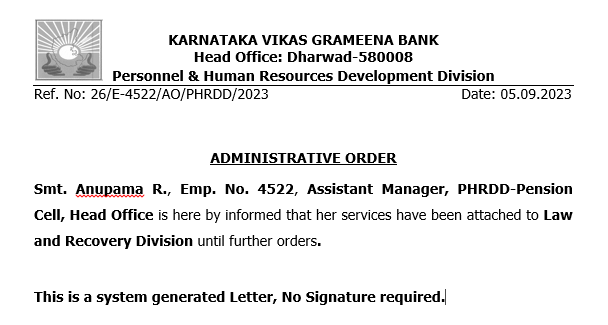 KARNATAKA VIKAS GRAMEENA BANK
Head Office: Dharwad-580008
Personnel & Human Resources Development Division
Ref. No: 26/E-4522/AO/PHRDD/2023 Date: 05.09.2023
ADMINISTRATIVE ORDER
Smt. Anupama R., Emp. No. 4522, Assistant Manager, PHRDD-Pension
Cell, Head Office is here by informed that her services have been attached to Law
and Recovery Division until further orders.
This is a system generated Letter, No Signature required.